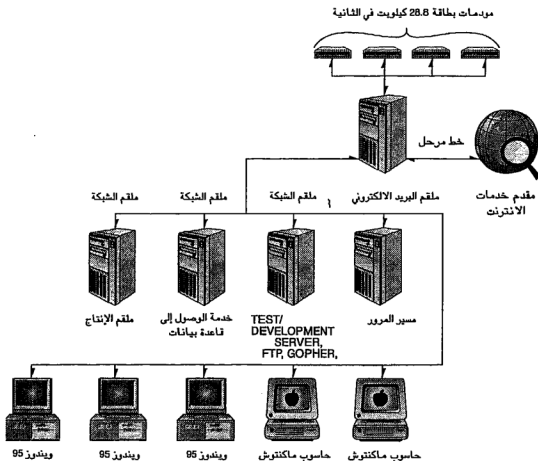 مودمات بطاقة 28.8 كيلوبت في الثانية
خط مرحل
مقدم خدمات
الانترنت
ملقم الشبكة
ملقم الشبكة
ملقم الشبكة
ملقم البريد الالكتروني
ملقم الإنتاج
خدمة الوصول إلى
قاعدة بيانات
TEST/
DEVELOPMENT
SERVER,
FTP, GOPHER,
مسير المرور
ويندوز 95
ويندوز 95
ويندوز 95
حاسوب ماكنتوش
حاسوب ماكنتوش